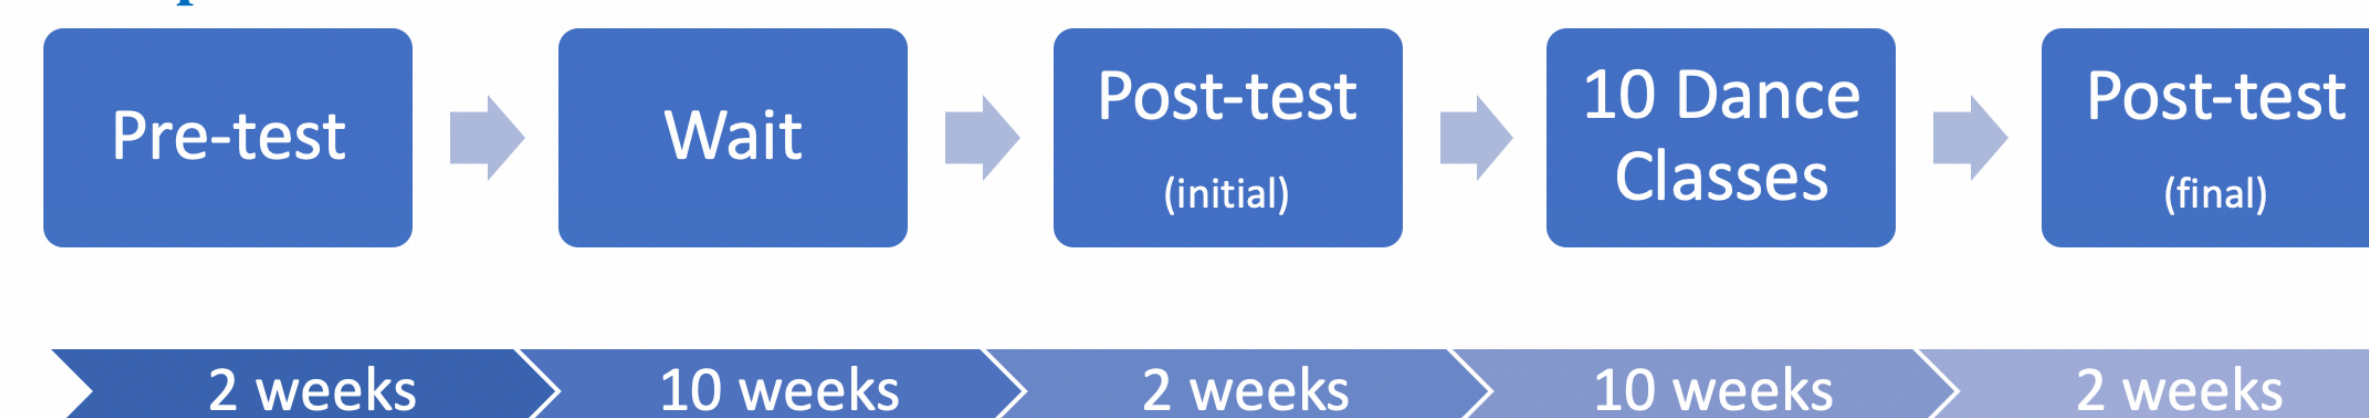 Pre-test
Wait
Post-test
(initial)
10 Dance
Classes
Post-test
(final)
2 weeks
10 weeks
2 weeks
10 weeks
2 weeks